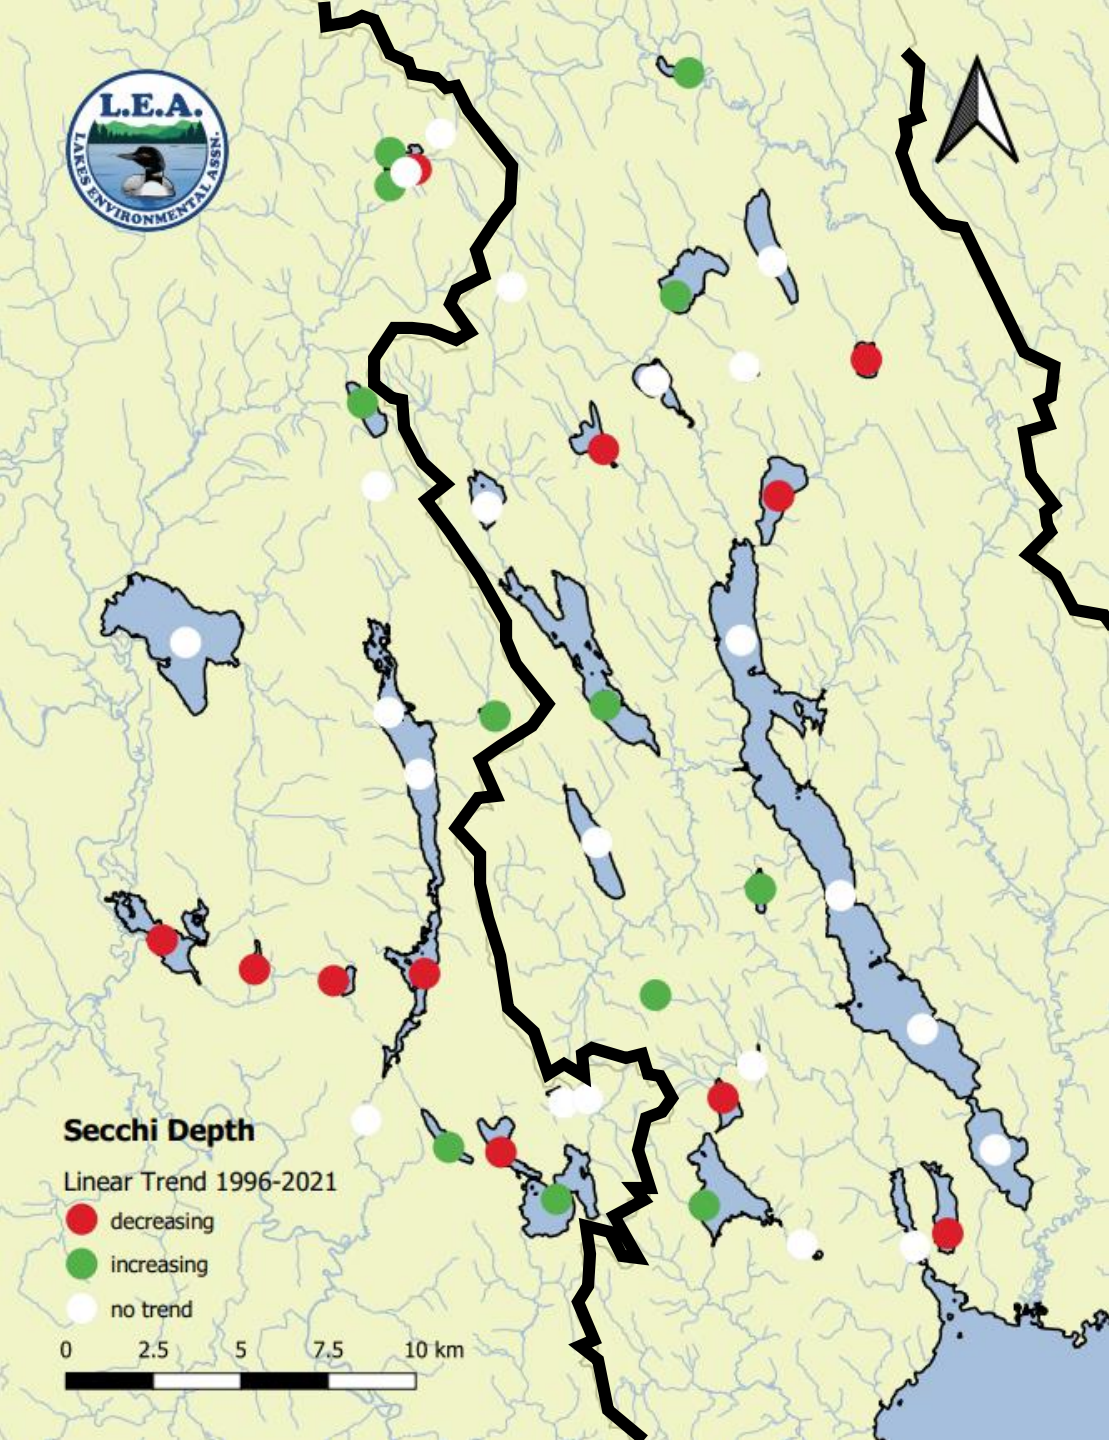 L.E.A.
LAKES ENVIRONMENTAL ASSN.
Secchi Depth
Linear Trend 1996-2021
decreasing
increasing
no trend
0 2.5 5 7.5 10 km